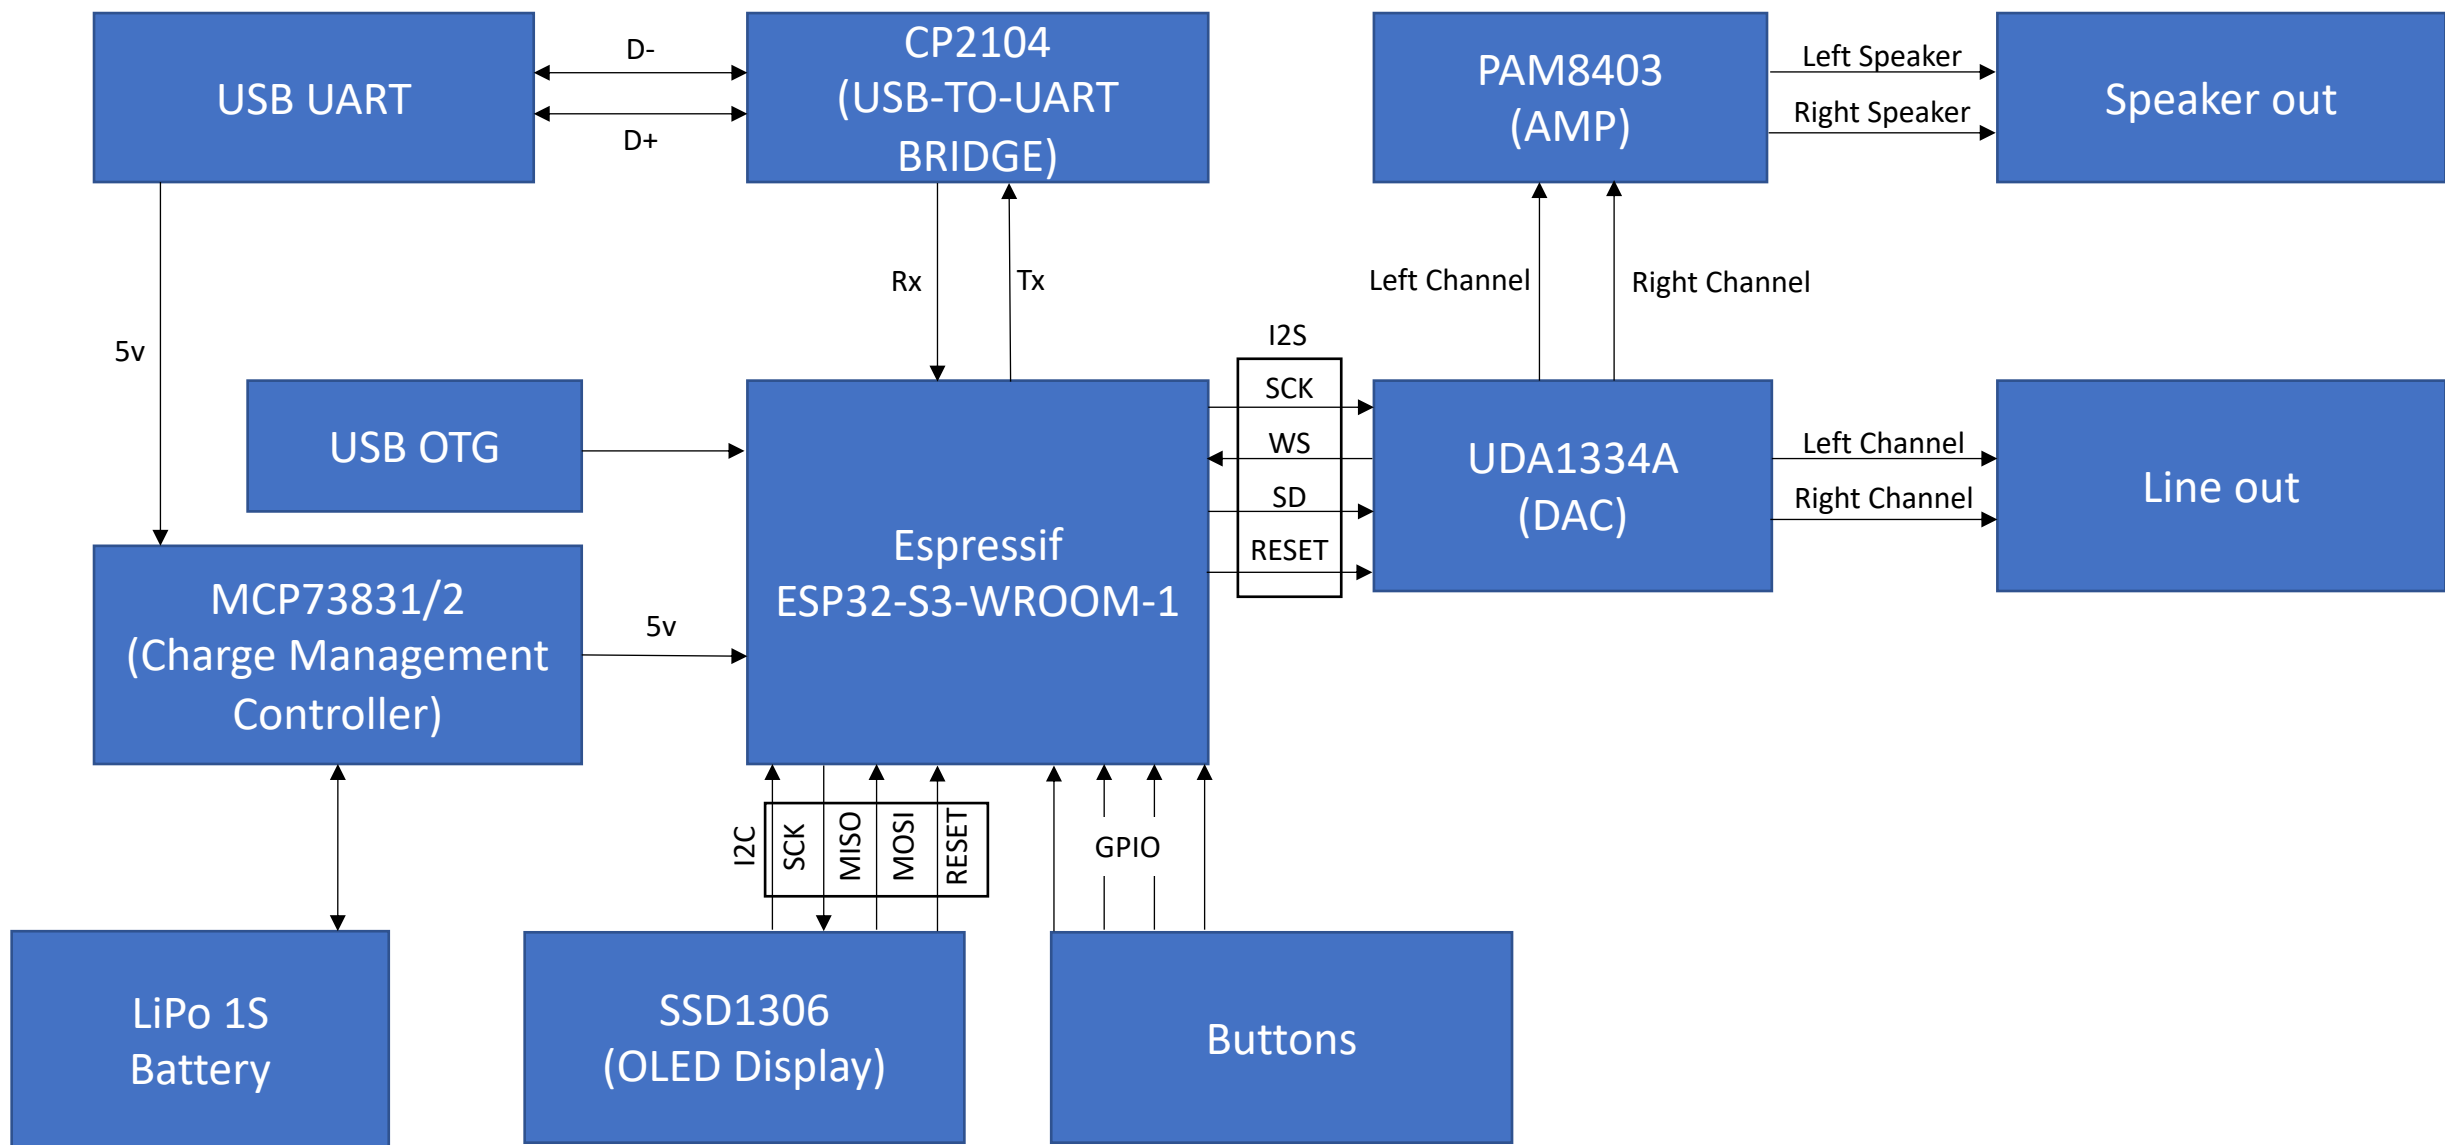 USB UART
D-
D+
CP2104
(USB-TO-UART
BRIDGE)
PAM8403
(AMP)
Left Speaker
Right Speaker
Speaker out
Rx
Tx
Left Channel
Right Channel
5v
USB OTG
I2S
SCK
WS
SD
RESET
UDA1334A
(DAC)
Left Channel
Right Channel
Line out
Espressif
ESP32-S3-WROOM-1
MCP73831/2
(Charge Management
Controller)
5v
I2C
SCK
MISO
MOSI
RESET
GPIO
LiPo 1S
Battery
SSD1306
(OLED Display)
Buttons